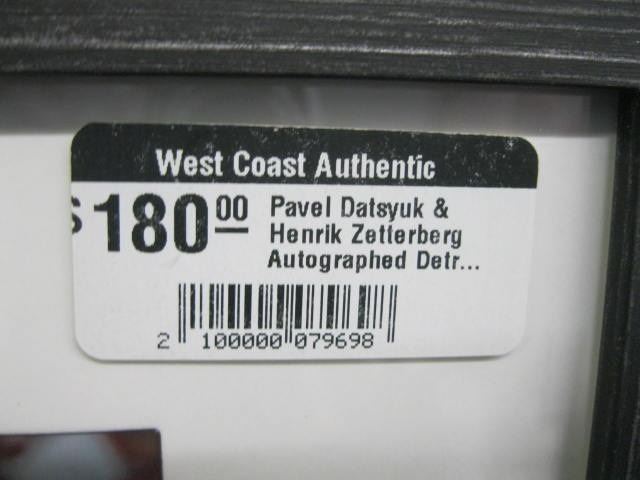 West Coast Authentic
$180.00
Pavel Datsyuk &
Henrik Zetterberg
Autographed Detr...
2 100000 079698